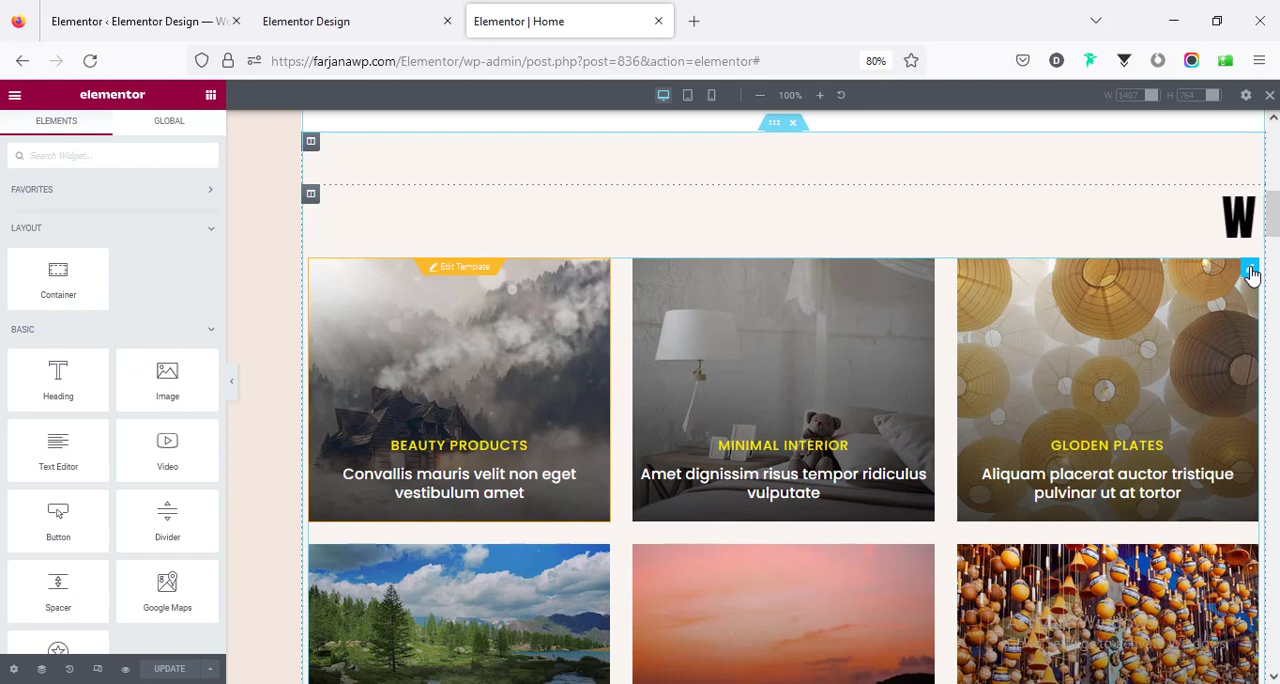 Elementor ‹ Elementor Design — W
Elementor Design
Elementor | Home
https://farjanawp.com/Elementor/wp-admin/post.php?post=836&action=elementor#
80%
elementor
100%
W 1407
H 764
ELEMENTS
GLOBAL
Search Widget...
FAVORITES
LAYOUT
Container
BASIC
Heading
Image
Text Editor
Video
Button
Divider
Spacer
Google Maps
UPDATE
W
Edit Template
BEAUTY PRODUCTS
Convallis mauris velit non eget
vestibulum amet
MINIMAL INTERIOR
Amet dignissim risus tempor ridiculus
vulputate
GLODEN PLATES
Aliquam placerat auctor tristique
pulvinar ut at tortor